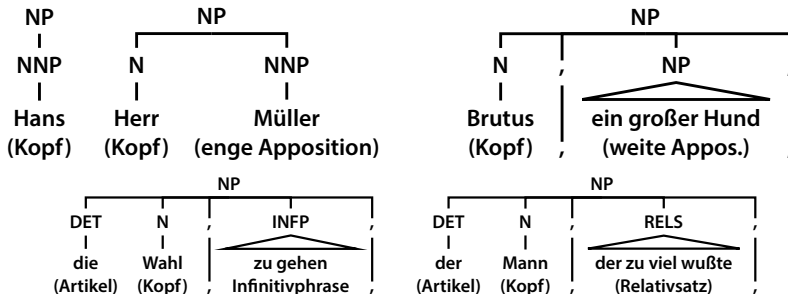 NP NP NP
NNP N NNP N , NP ,
Hans Herr Müller Brutus ein großer Hund
(Kopf) (Kopf) (enge Apposition) (Kopf) , (weite Appos.) ,
NP NP
DET N , INFP , DET N , RELS ,
die Wahl zu gehen der Mann der zu viel wußte
(Artikel) (Kopf) , Infinitivphrase , (Artikel) (Kopf) , (Relativsatz) ,